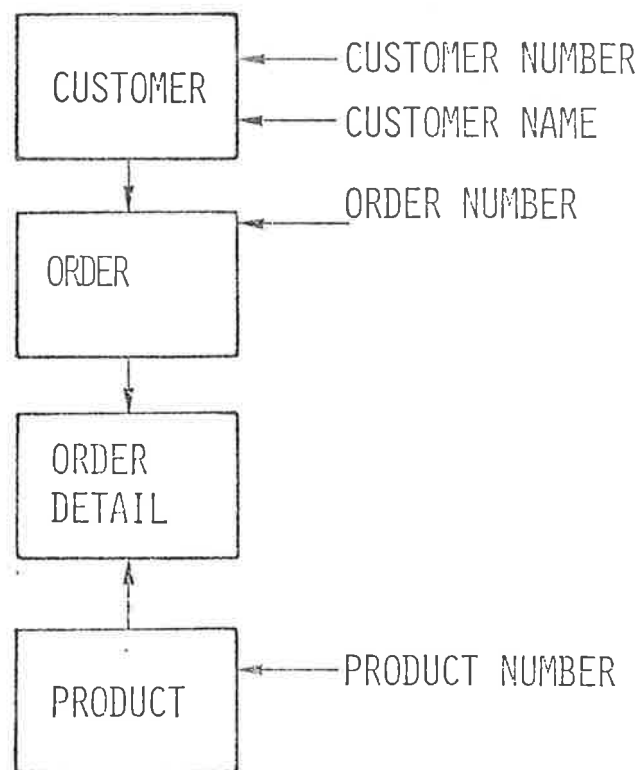 CUSTOMER
CUSTOMER NUMBER
CUSTOMER NAME
ORDER
ORDER NUMBER
ORDER
DETAIL
PRODUCT
PRODUCT NUMBER